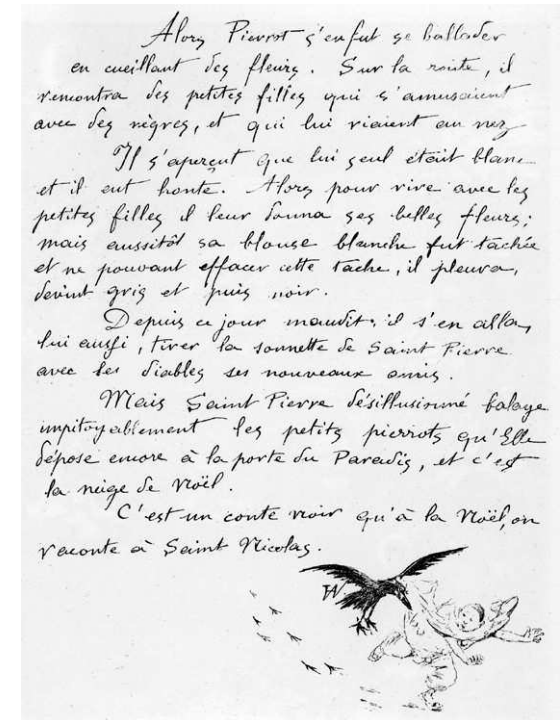 Alors Pierrot s'en fut se ballader
en cueillant des fleurs. Sur la route, il
rencontra des petites filles qui s'amusaient
avec des nègres, et qui lui riaient au nez
Il s'aperçut que lui seul était blanc
et il eut honte. Alors pour rire avec les
petites filles il leur donna ses belles fleurs;
mais aussitôt sa blouse blanche fut tachée
et ne pouvant effacer cette tache, il pleura,
devint gris et puis noir.
Depuis ce jour maudit, il s'en alla,
lui aussi, tirer la sonnette de Saint Pierre
avec les diables ses nouveaux amis.
Mais Saint Pierre désillusionné balaye
impitoyablement les petits pierrots qu'Elle
dépose encore à la porte du Paradis, et c'est
la neige de Noël.
C'est un conte noir qu'à la Noël, on
raconte à Saint Nicolas.